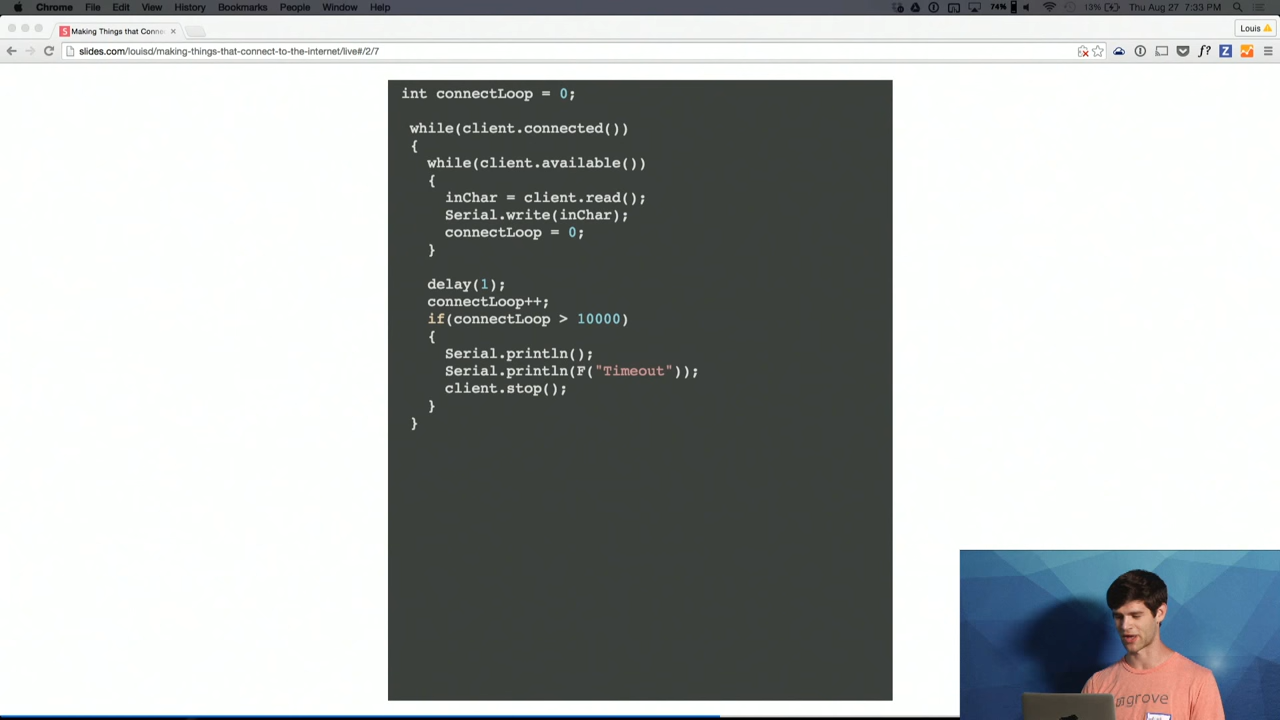 Chrome File Edit View History Bookmarks People Window Help 74% 13% Thu Aug 27 7:33 PM
Making Things that Conne
Louis
slides.com/louisd/making-things-that-connect-to-the-internet/live#/2/7
int connectLoop = 0;
while(client.connected())
{
while(client.available())
{
inChar = client.read();
Serial.write(inChar);
connectLoop = 0;
}
delay(1);
connectLoop++;
if(connectLoop > 10000)
{
Serial.println();
Serial.println(F("Timeout"));
client.stop();
}
}